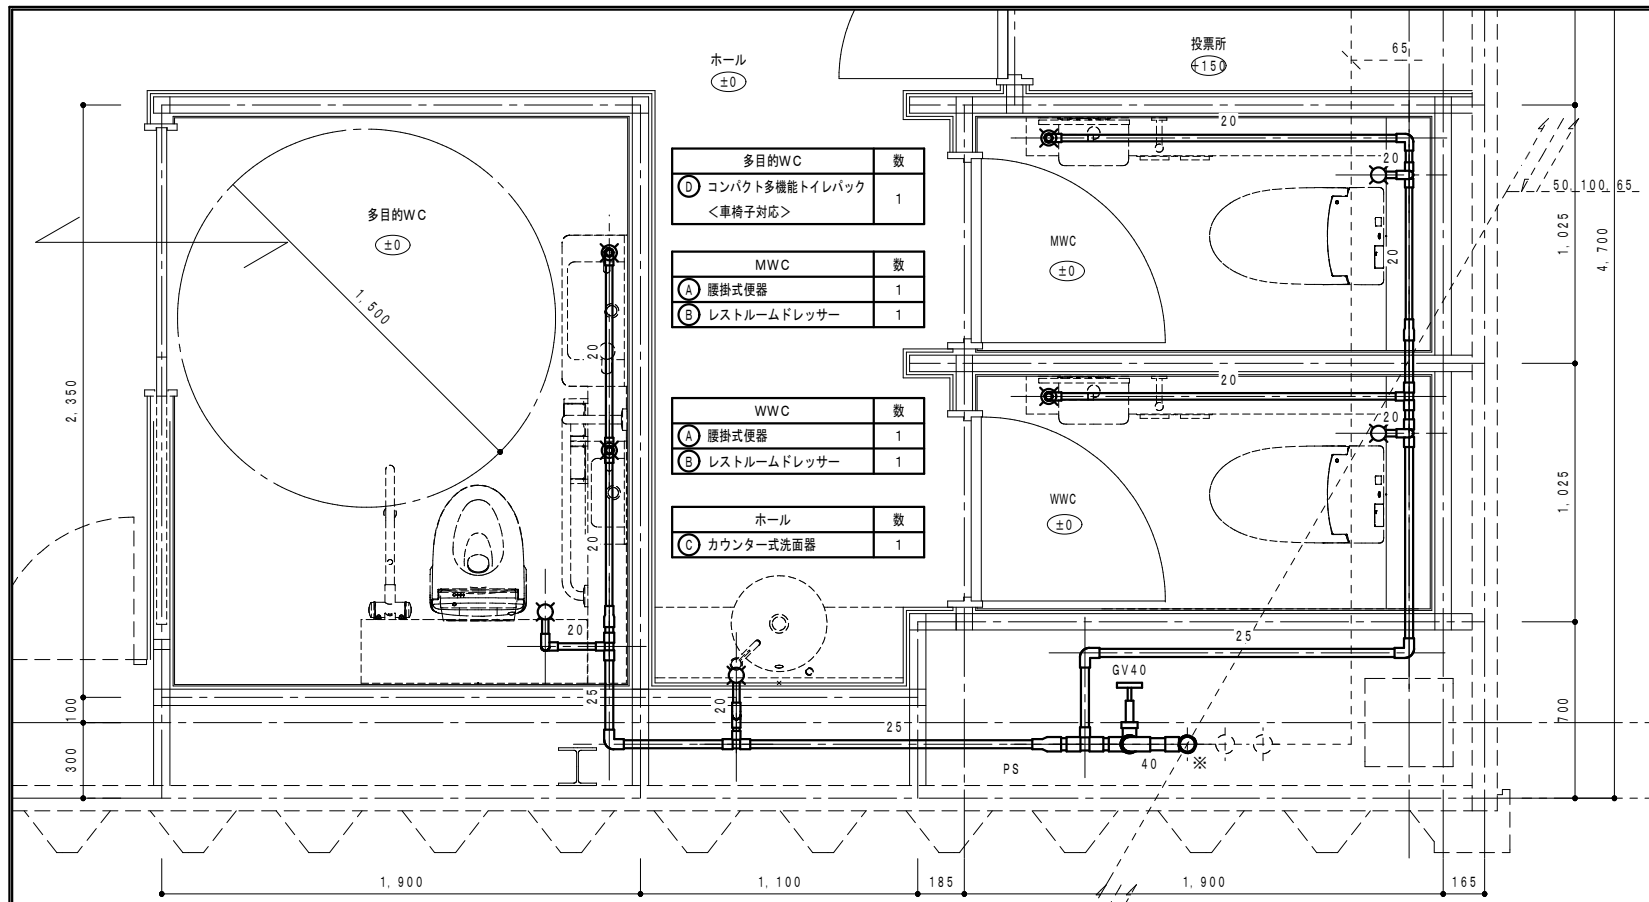 ホール
±0
投票所
+150
65
多目的WC
±0
1,500
多目的WC 数
D コンパクト多機能トイレパック
＜車椅子対応＞ 1
MWC 数
A 腰掛式便器 1
B レストルームドレッサー 1
WWC 数
A 腰掛式便器 1
B レストルームドレッサー 1
ホール 数
C カウンター式洗面器 1
20
20
MWC
±0
20
50,100,65
1,025
4,700
20
20
WWC
±0
1,025
2,350
20
20
20
25
20
25
25
GV40
40
※
PS
100
300
700
1,900
1,100
185
1,900
165